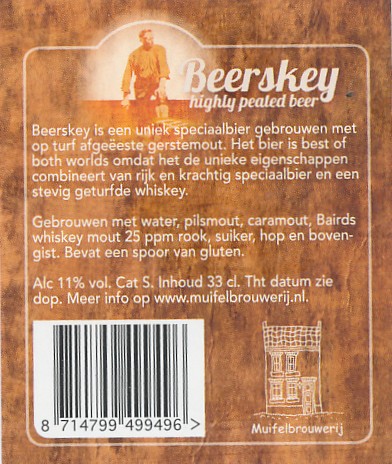 Beerskey
highly peated beer
Beerskey is een uniek speciaalbier gebrouwen met
op turf afgeëeste gerstemout. Het bier is best of
both worlds omdat het de unieke eigenschappen
combineert van rijk en krachtig speciaalbier en een
stevig geturfde whiskey.
Gebrouwen met water, pilsmout, caramout, Bairds
whiskey mout 25 ppm rook, suiker, hop en boven-
gist. Bevat een spoor van gluten.
Alc 11% vol. Cat S. Inhoud 33 cl. Tht datum zie
dop. Meer info op www.muifelbrouwerij.nl.
8 714799 499496 >
Muifelbrouwerij